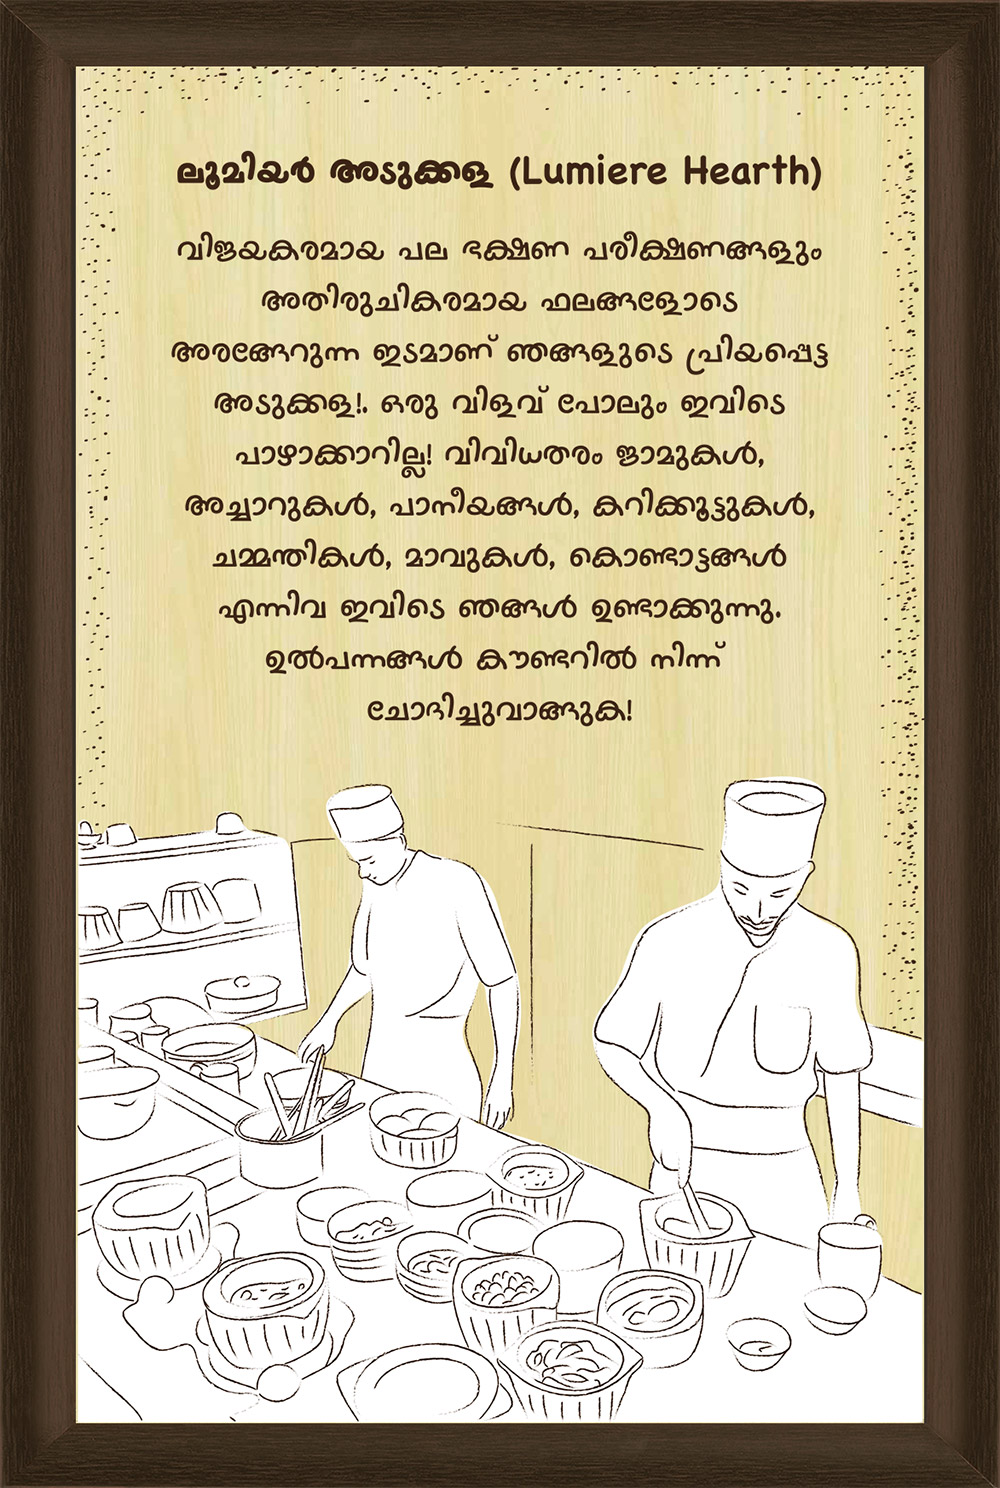 ലൂമിയർ അടുക്കള (Lumiere Hearth)
വിജയകരമായ പല ഭക്ഷണ പരീക്ഷണങ്ങളും
അതിരുചികരമായ ഫലങ്ങളോടെ
അരങ്ങേറുന്ന ഇടമാണ് ഞങ്ങളുടെ പ്രിയപ്പെട്ട
അടുക്കള!. ഒരു വിളവ് പോലും ഇവിടെ
പാഴാക്കാറില്ല! വിവിധതരം ജാമുകൾ,
അച്ചാറുകൾ, പാനീയങ്ങൾ, കറിക്കൂട്ടുകൾ,
ചമ്മന്തികൾ, മാവുകൾ, കൊണ്ടാട്ടങ്ങൾ
എന്നിവ ഇവിടെ ഞങ്ങൾ ഉണ്ടാക്കുന്നു.
ഉൽപന്നങ്ങൾ കൗണ്ടറിൽ നിന്ന്
ചോദിച്ചുവാങ്ങുക!